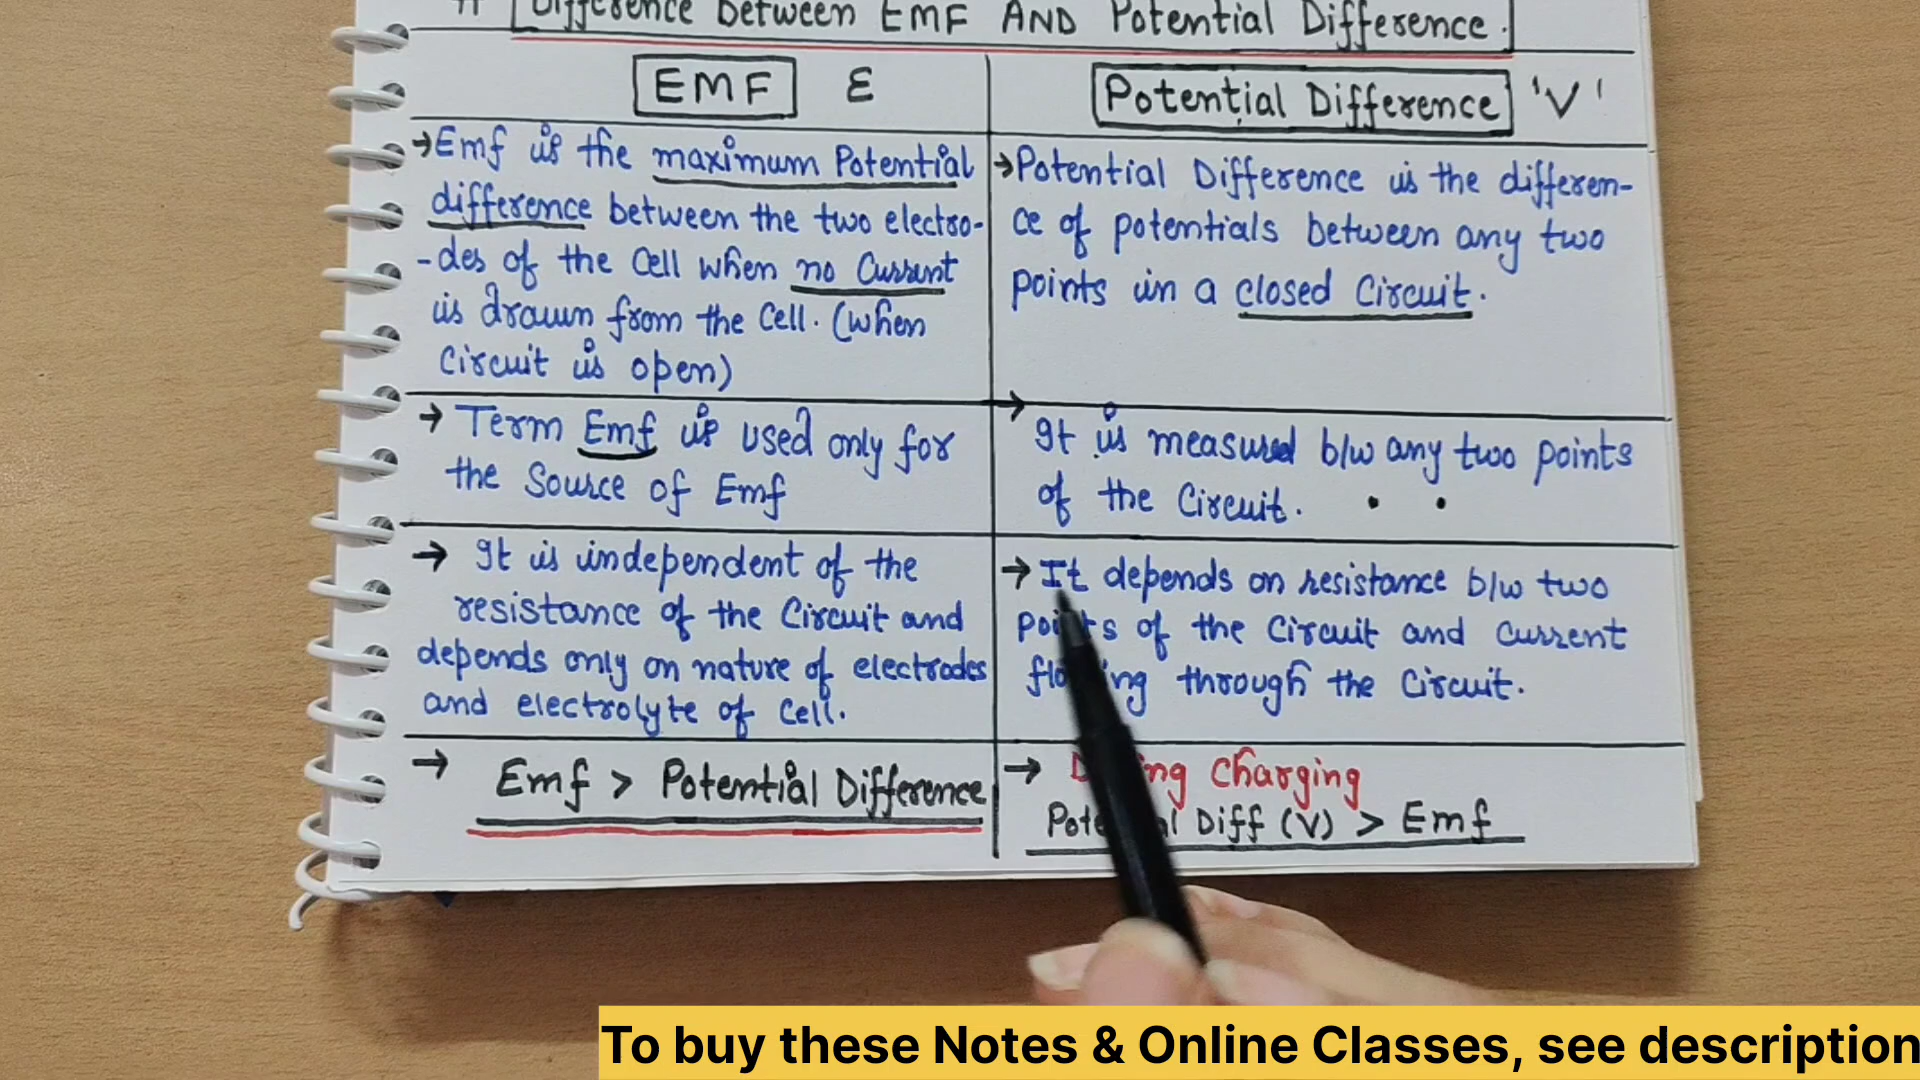 # Difference between EMF AND Potential Difference.
EMF ε
→ Emf is the maximum Potential
difference between the two electro-
-des of the Cell when no Current
is drawn from the Cell. (when
Circuit is open)
→ Term Emf is used only for
the Source of Emf
→ It is independent of the
resistance of the Circuit and
depends only on nature of electrodes
and electrolyte of Cell.
→ Emf > Potential Difference
Potential Difference 'V'
→ Potential Difference is the differen-
ce of potentials between any two
points in a closed Circuit.
→ It is measured b/w any two points
of the Circuit.
→ It depends on resistance b/w two
points of the Circuit and Current
flowing through the Circuit.
→ During Charging
Potential Diff (V) > Emf
To buy these Notes & Online Classes, see description